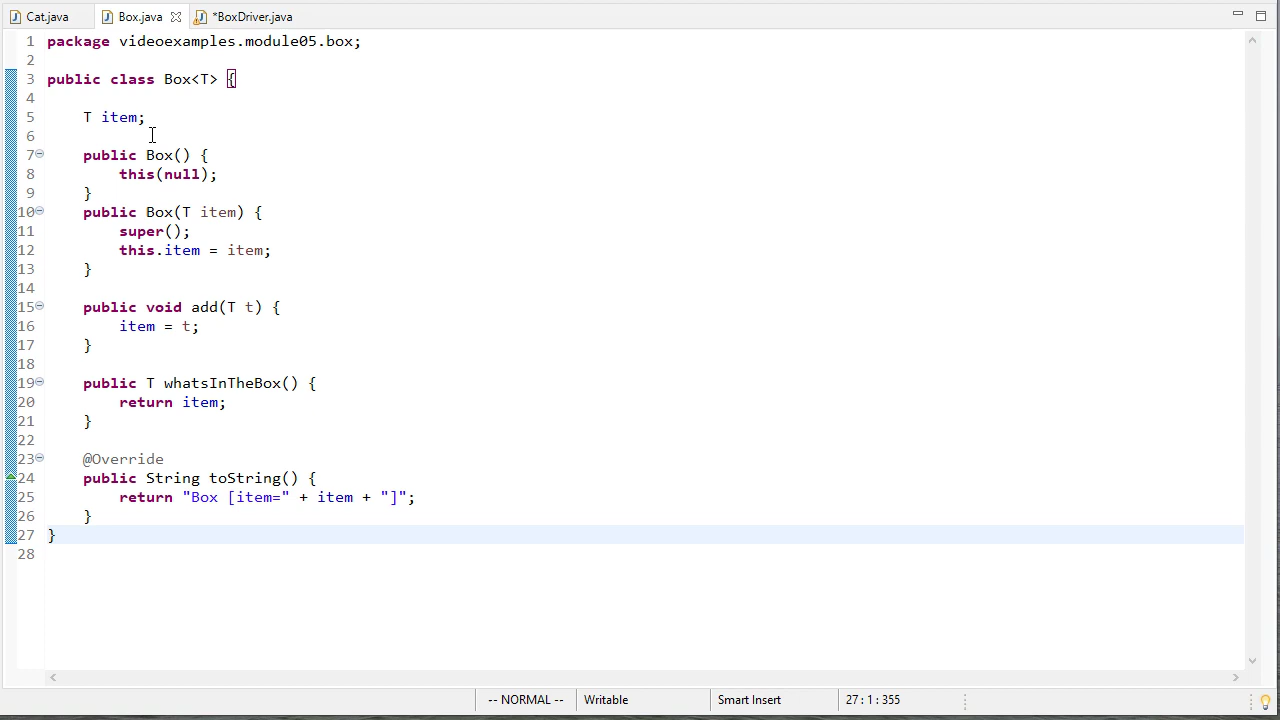 Cat.java Box.java *BoxDriver.java
1 package videoexamples.module05.box;
2
3 public class Box<T> {
4
5 T item;
6
7 public Box() {
8 this(null);
9 }
10 public Box(T item) {
11 super();
12 this.item = item;
13 }
14
15 public void add(T t) {
16 item = t;
17 }
18
19 public T whatsInTheBox() {
20 return item;
21 }
22
23 @Override
24 public String toString() {
25 return "Box [item=" + item + "]";
26 }
27 }
28
-- NORMAL -- Writable Smart Insert 27:1:355